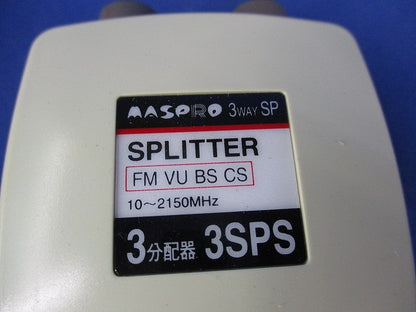 MASPRO 3WAY SP
SPLITTER
FM VU BS CS
10～2150MHz
3分配器 3SPS